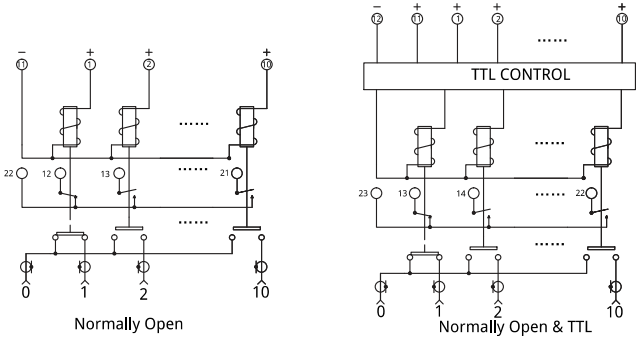 − + + +
11 1 2 10
......
22 12 13 ...... 21
......
0 1 2 10
Normally Open
− + + + +
12 11 1 2 10
......
TTL CONTROL
......
23 13 14 ...... 22
......
0 1 2 10
Normally Open & TTL